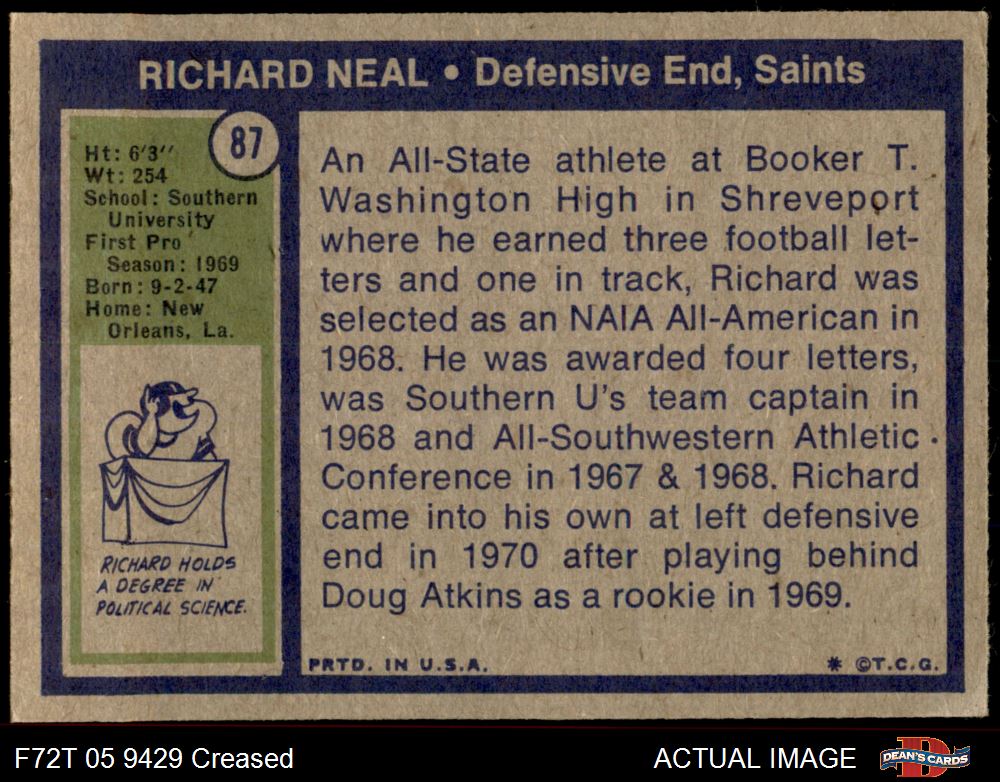 RICHARD NEAL • Defensive End, Saints
87
Ht: 6'3''
Wt: 254
School: Southern
University
First Pro
Season: 1969
Born: 9-2-47
Home: New
Orleans, La.
RICHARD HOLDS
A DEGREE IN
POLITICAL SCIENCE.
An All-State athlete at Booker T.
Washington High in Shreveport
where he earned three football let-
ters and one in track, Richard was
selected as an NAIA All-American in
1968. He was awarded four letters,
was Southern U's team captain in
1968 and All-Southwestern Athletic
Conference in 1967 & 1968. Richard
came into his own at left defensive
end in 1970 after playing behind
Doug Atkins as a rookie in 1969.
PRTD. IN U.S.A.
* ©T.C.G.
F72T 05 9429 Creased
ACTUAL IMAGE
DEAN'S CARDS